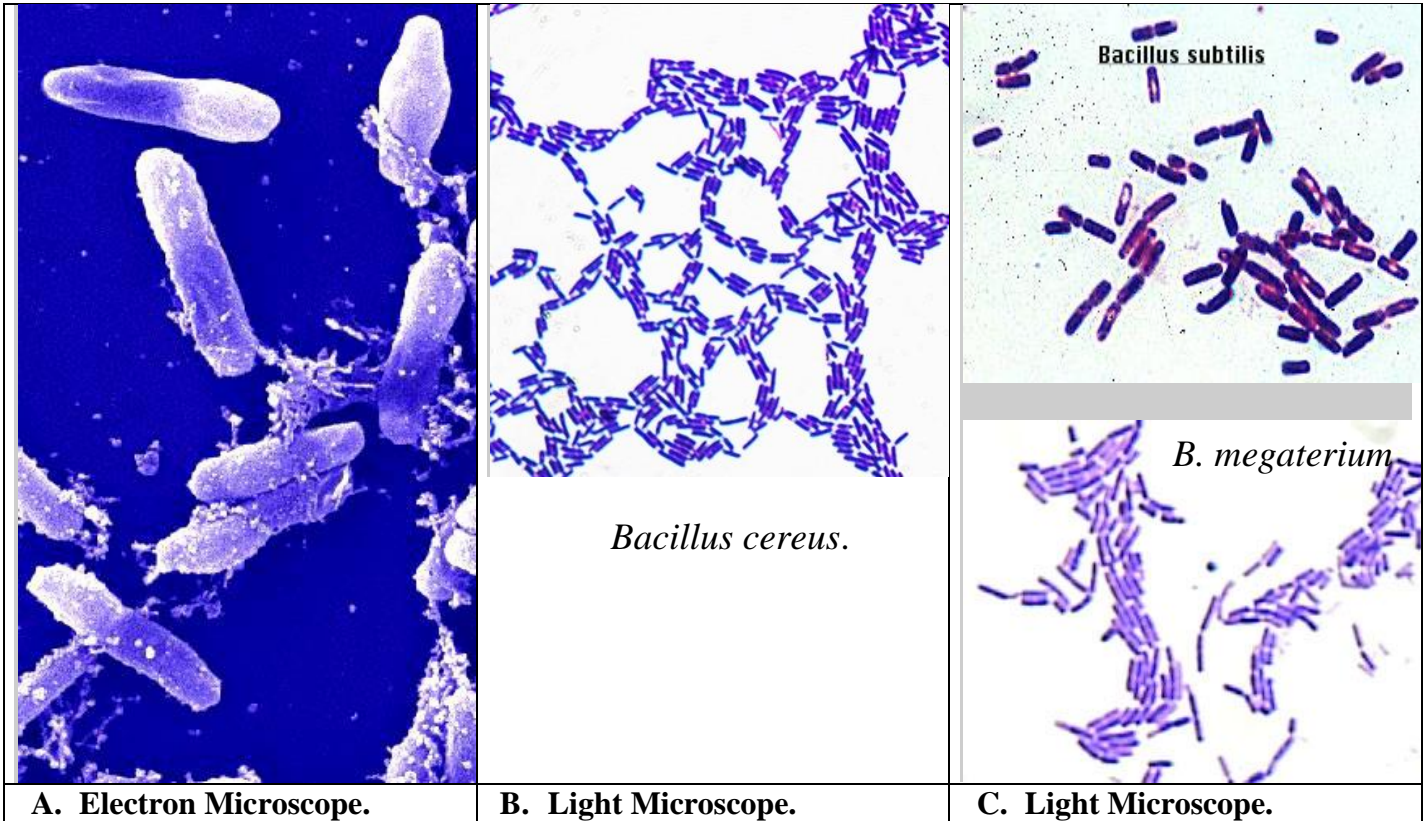 Bacillus subtilis
B. megaterium
Bacillus cereus.
A. Electron Microscope.
B. Light Microscope.
C. Light Microscope.